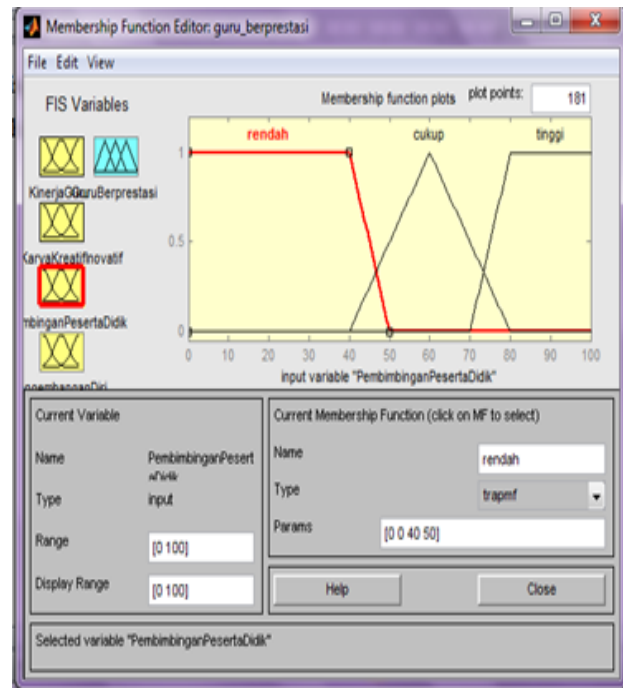 Membership Function Editor: guru_berprestasi
File Edit View
FIS Variables
Membership function plots
plot points:
181
rendah
cukup
tinggi
1
0.5
0
0 10 20 30 40 50 60 70 80 90 100
input variable "PembimbinganPesertaDidik"
KaryaKreatifInovatif
mbinganPesertaDidik
Current Variable
Name
PembimbinganPesert
aDidik
Type
input
Range
[0 100]
Display Range
[0 100]
Current Membership Function (click on MF to select)
Name
rendah
Type
trapmf
Params
[0 0 40 50]
Help
Close
Selected variable "PembimbinganPesertaDidik"